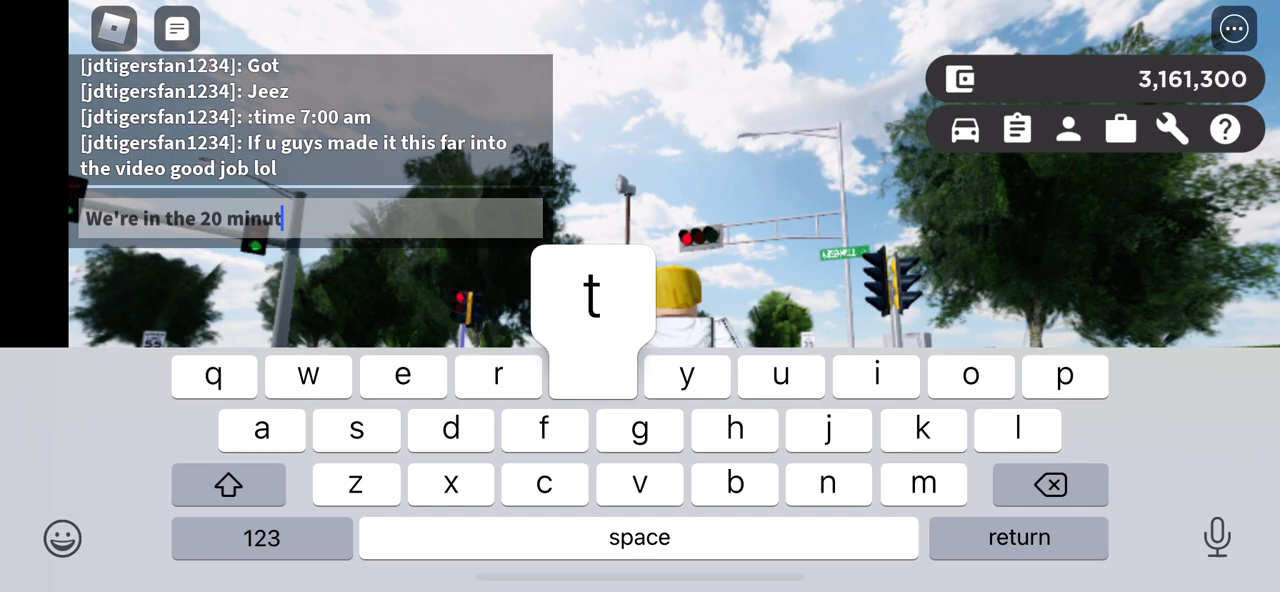 [jdtigersfan1234]: Got
[jdtigersfan1234]: Jeez
3,161,300
[jdtigersfan1234]: :time 7:00 am
[jdtigersfan1234]: If u guys made it this far into
the video good job lol
We're in the 20 minut
t
q w e r y u i o p
a s d f g h j k l
z x c v b n m
123 space return